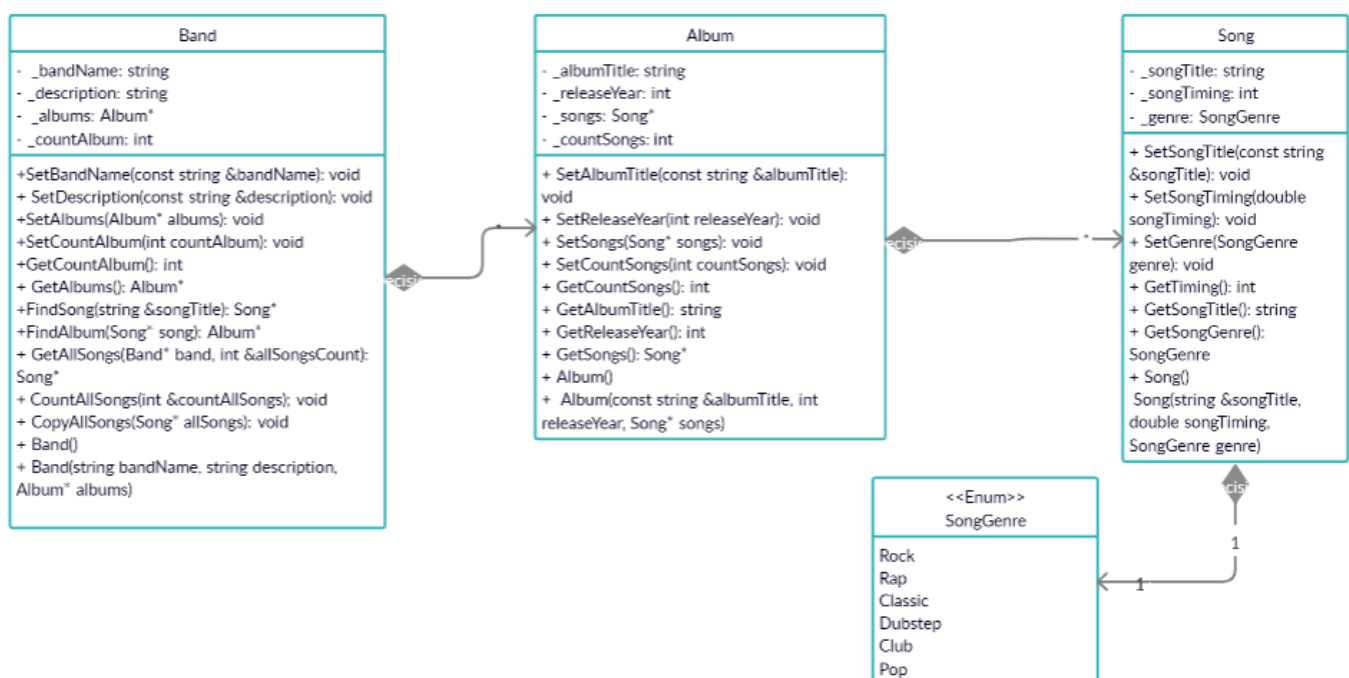 Band
- _bandName: string
- _description: string
- _albums: Album*
- _countAlbum: int
+SetBandName(const string &bandName): void
+ SetDescription(const string &description): void
+SetAlbums(Album* albums): void
+SetCountAlbum(int countAlbum): void
+GetCountAlbum(): int
+ GetAlbums(): Album*
+FindSong(string &songTitle): Song*
+FindAlbum(Song* song): Album*
+ GetAllSongs(Band* band, int &allSongsCount):
Song*
+ CountAllSongs(int &countAllSongs): void
+ CopyAllSongs(Song* allSongs): void
+ Band()
+ Band(string bandName, string description,
Album* albums)
ecision
*
Album
- _albumTitle: string
- _releaseYear: int
- _songs: Song*
- _countSongs: int
+ SetAlbumTitle(const string &albumTitle):
void
+ SetReleaseYear(int releaseYear): void
+ SetSongs(Song* songs): void
+ SetCountSongs(int countSongs): void
+ GetCountSongs(): int
+ GetAlbumTitle(): string
+ GetReleaseYear(): int
+ GetSongs(): Song*
+ Album()
+ Album(const string &albumTitle, int
releaseYear, Song* songs)
ecision
*
Song
- _songTitle: string
- _songTiming: int
- _genre: SongGenre
+ SetSongTitle(const string
&songTitle): void
+ SetSongTiming(double
songTiming): void
+ SetGenre(SongGenre
genre): void
+ GetTiming(): int
+ GetSongTitle(): string
+ GetSongGenre():
SongGenre
+ Song()
Song(string &songTitle,
double songTiming,
SongGenre genre)
cis
1
1
<<Enum>>
SongGenre
Rock
Rap
Classic
Dubstep
Club
Pop